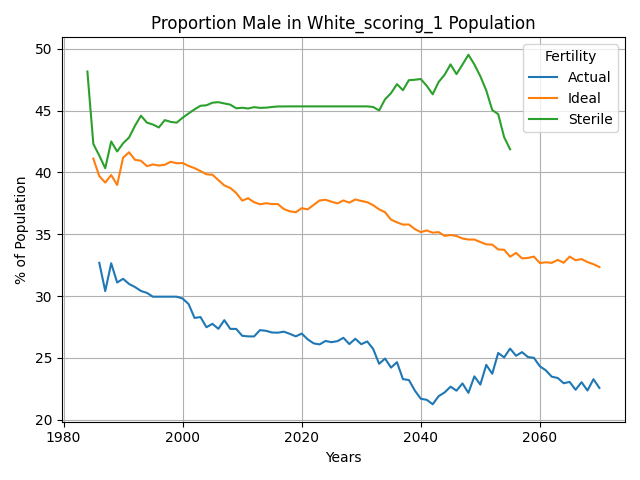 Proportion Male in White_scoring_1 Population
% of Population
50
45
40
35
30
25
20
1980
2000
2020
2040
2060
Years
Fertility
Actual
Ideal
Sterile